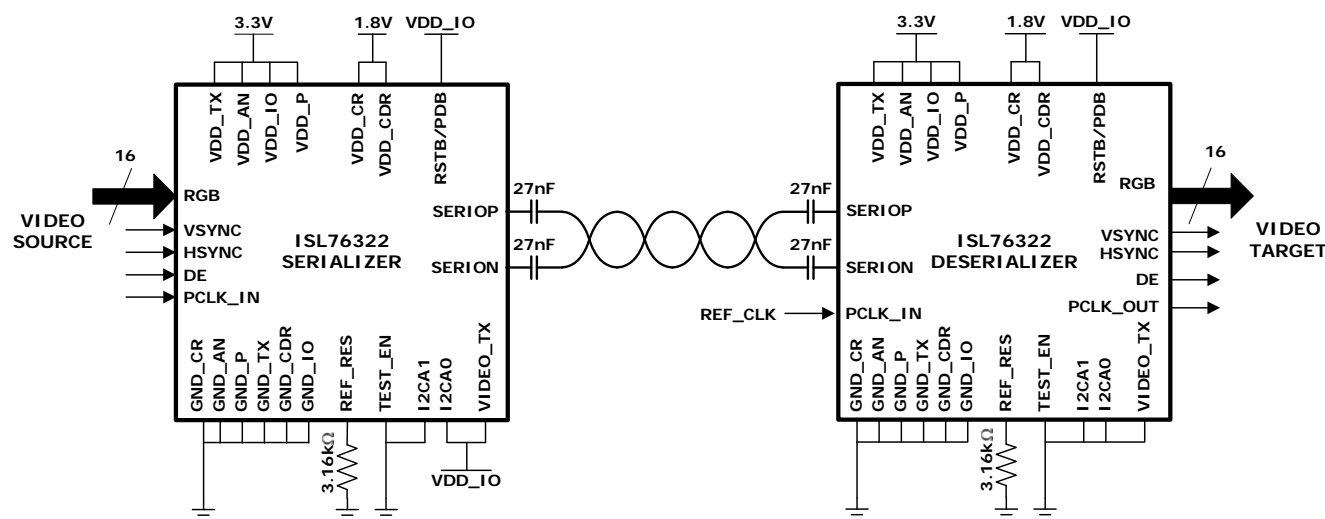 3.3V
1.8V
VDD_IO
VDD_TX
VDD_AN
VDD_IO
VDD_P
VDD_CR
VDD_CDR
RSTB/PDB
16
RGB
VIDEO
SOURCE
VSYNC
HSYNC
DE
PCLK_IN
ISL76322
SERIALIZER
SERIOP
SERION
27nF
27nF
GND_CR
GND_AN
GND_P
GND_TX
GND_CDR
GND_IO
REF_RES
TEST_EN
I2CA1
I2CA0
VIDEO_TX
3.16kΩ
VDD_IO
27nF
27nF
3.3V
1.8V
VDD_IO
VDD_TX
VDD_AN
VDD_IO
VDD_P
VDD_CR
VDD_CDR
RSTB/PDB
SERIOP
SERION
ISL76322
DESERIALIZER
REF_CLK
PCLK_IN
RGB
16
VSYNC
HSYNC
DE
PCLK_OUT
VIDEO
TARGET
GND_CR
GND_AN
GND_P
GND_TX
GND_CDR
GND_IO
REF_RES
TEST_EN
I2CA1
I2CA0
VIDEO_TX
3.16kΩ